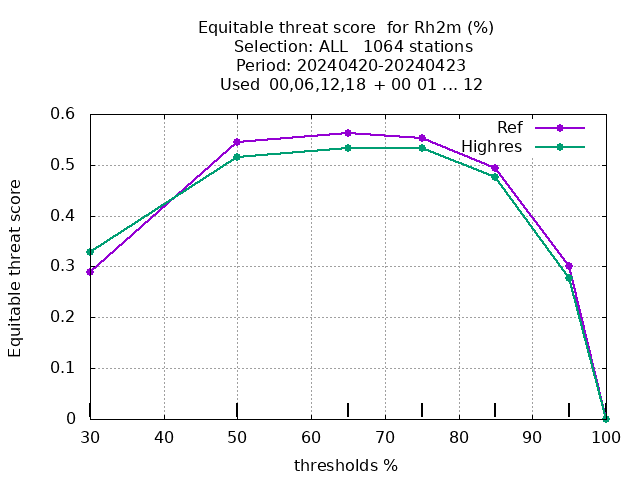 Equitable threat score  for Rh2m (%)
Selection: ALL   1064 stations
Period: 20240420-20240423
Used  00,06,12,18  + 00 01 ... 12
Ref
Highres
Equitable threat score
0.6
0.5
0.4
0.3
0.2
0.1
0
30 40 50 60 70 80 90 100
thresholds %